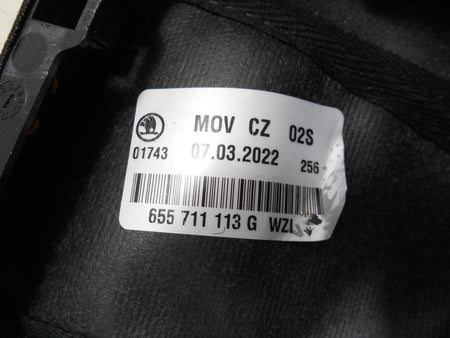 MOV CZ 02S
01743 07.03.2022 256
655 711 113 G WZL